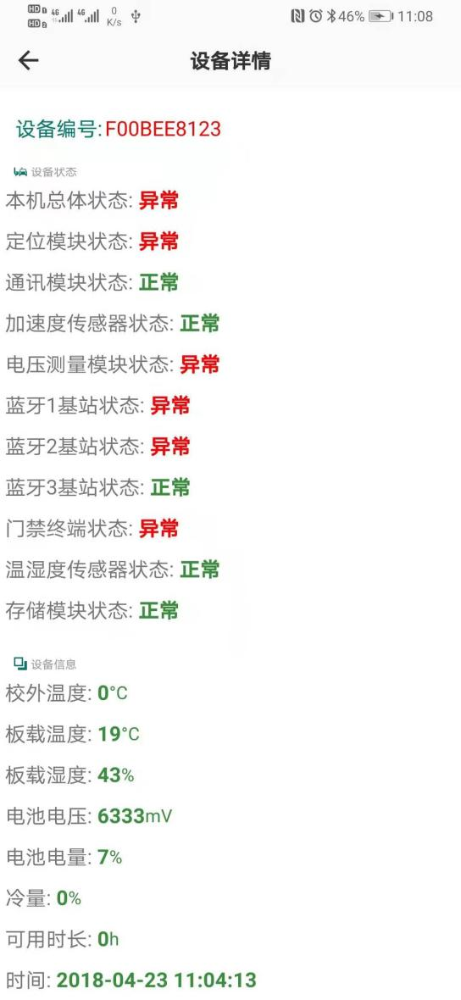 HD 1 4G 4G 0 K/s 46% 11:08
HD 2
设备详情
设备编号:F00BEE8123
设备状态
本机总体状态: 异常
定位模块状态: 异常
通讯模块状态: 正常
加速度传感器状态: 正常
电压测量模块状态: 异常
蓝牙1基站状态: 异常
蓝牙2基站状态: 异常
蓝牙3基站状态: 正常
门禁终端状态: 异常
温湿度传感器状态: 正常
存储模块状态: 正常
设备信息
校外温度: 0°C
板载温度: 19°C
板载湿度: 43%
电池电压: 6333mV
电池电量: 7%
冷量: 0%
可用时长: 0h
时间: 2018-04-23 11:04:13